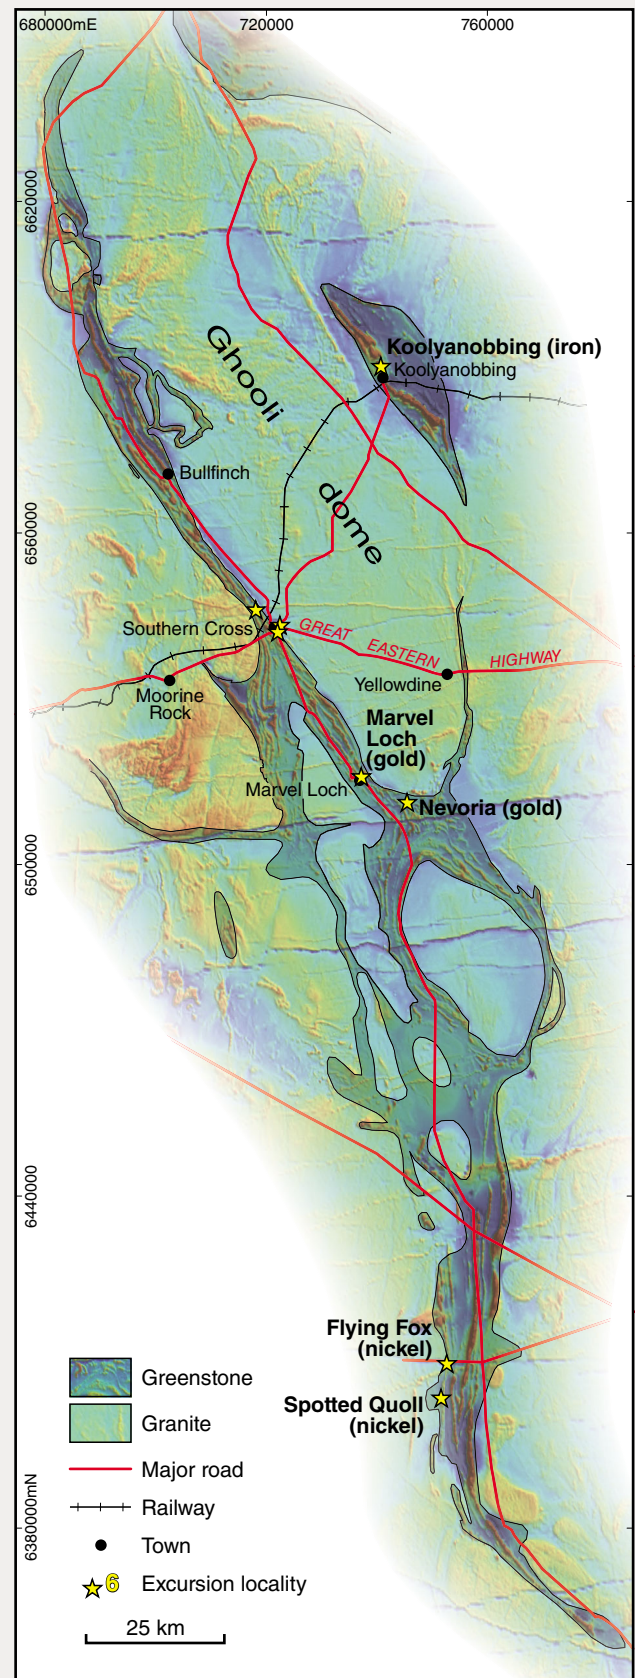 680000mE
720000
760000
6620000
Koolyanobbing (iron)
Koolyanobbing
Ghooli
dome
Bullfinch
6560000
Southern Cross
GREAT EASTERN HIGHWAY
Yellowdine
Moorine
Rock
Marvel
Loch
(gold)
Marvel Loch
Nevoria (gold)
6500000
6440000
Flying Fox
(nickel)
Spotted Quoll
(nickel)
6380000mN
Greenstone
Granite
Major road
Railway
Town
6 Excursion locality
25 km